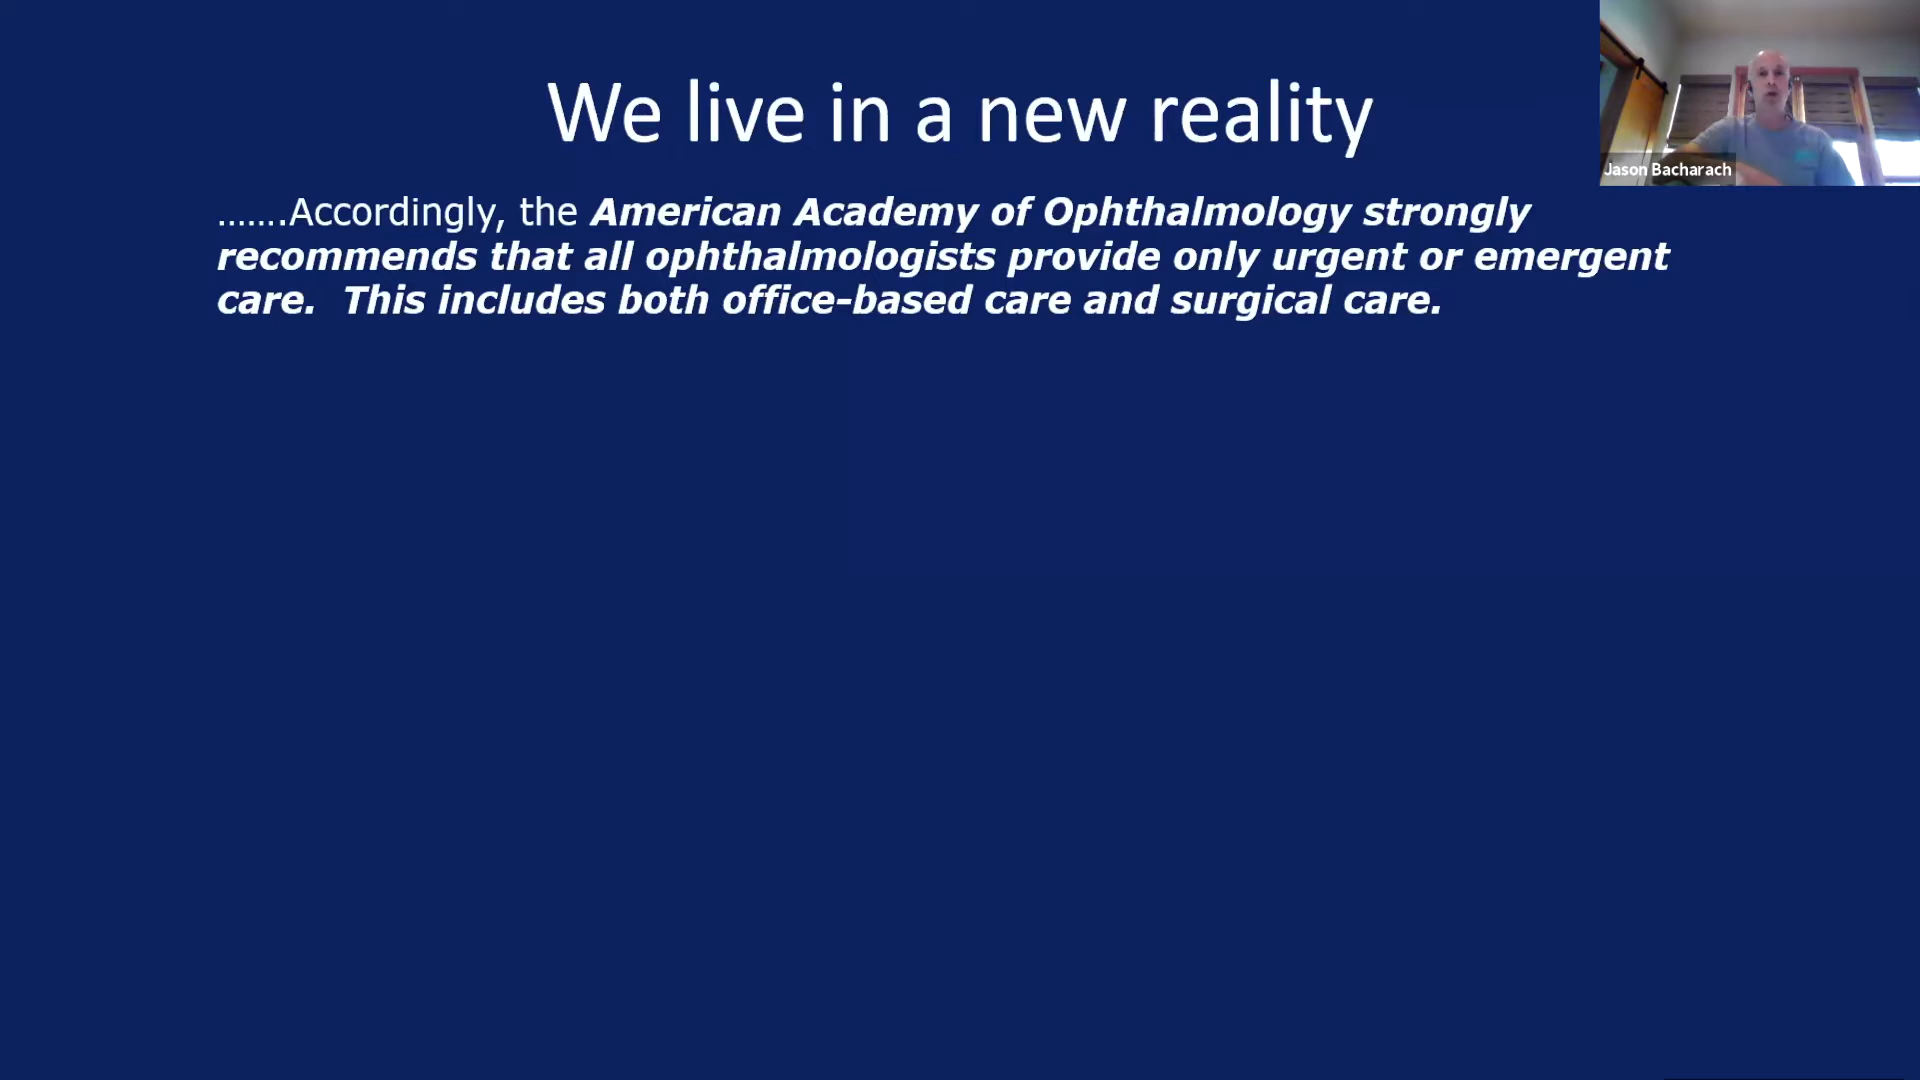 We live in a new reality
Jason Bacharach
.......Accordingly, the American Academy of Ophthalmology strongly
recommends that all ophthalmologists provide only urgent or emergent
care.  This includes both office-based care and surgical care.